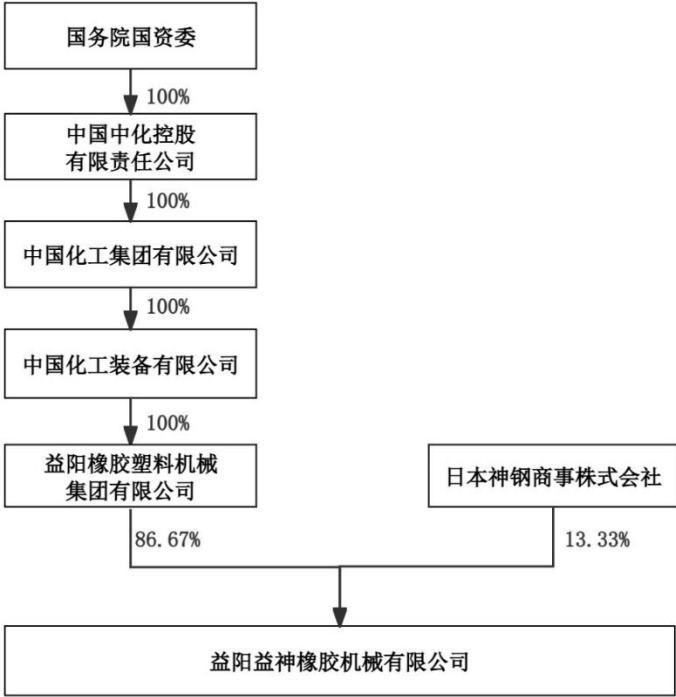 国务院国资委
100%
中国中化控股
有限责任公司
100%
中国化工集团有限公司
100%
中国化工装备有限公司
100%
益阳橡胶塑料机械
集团有限公司
日本神钢商事株式会社
86.67%
13.33%
益阳益神橡胶机械有限公司